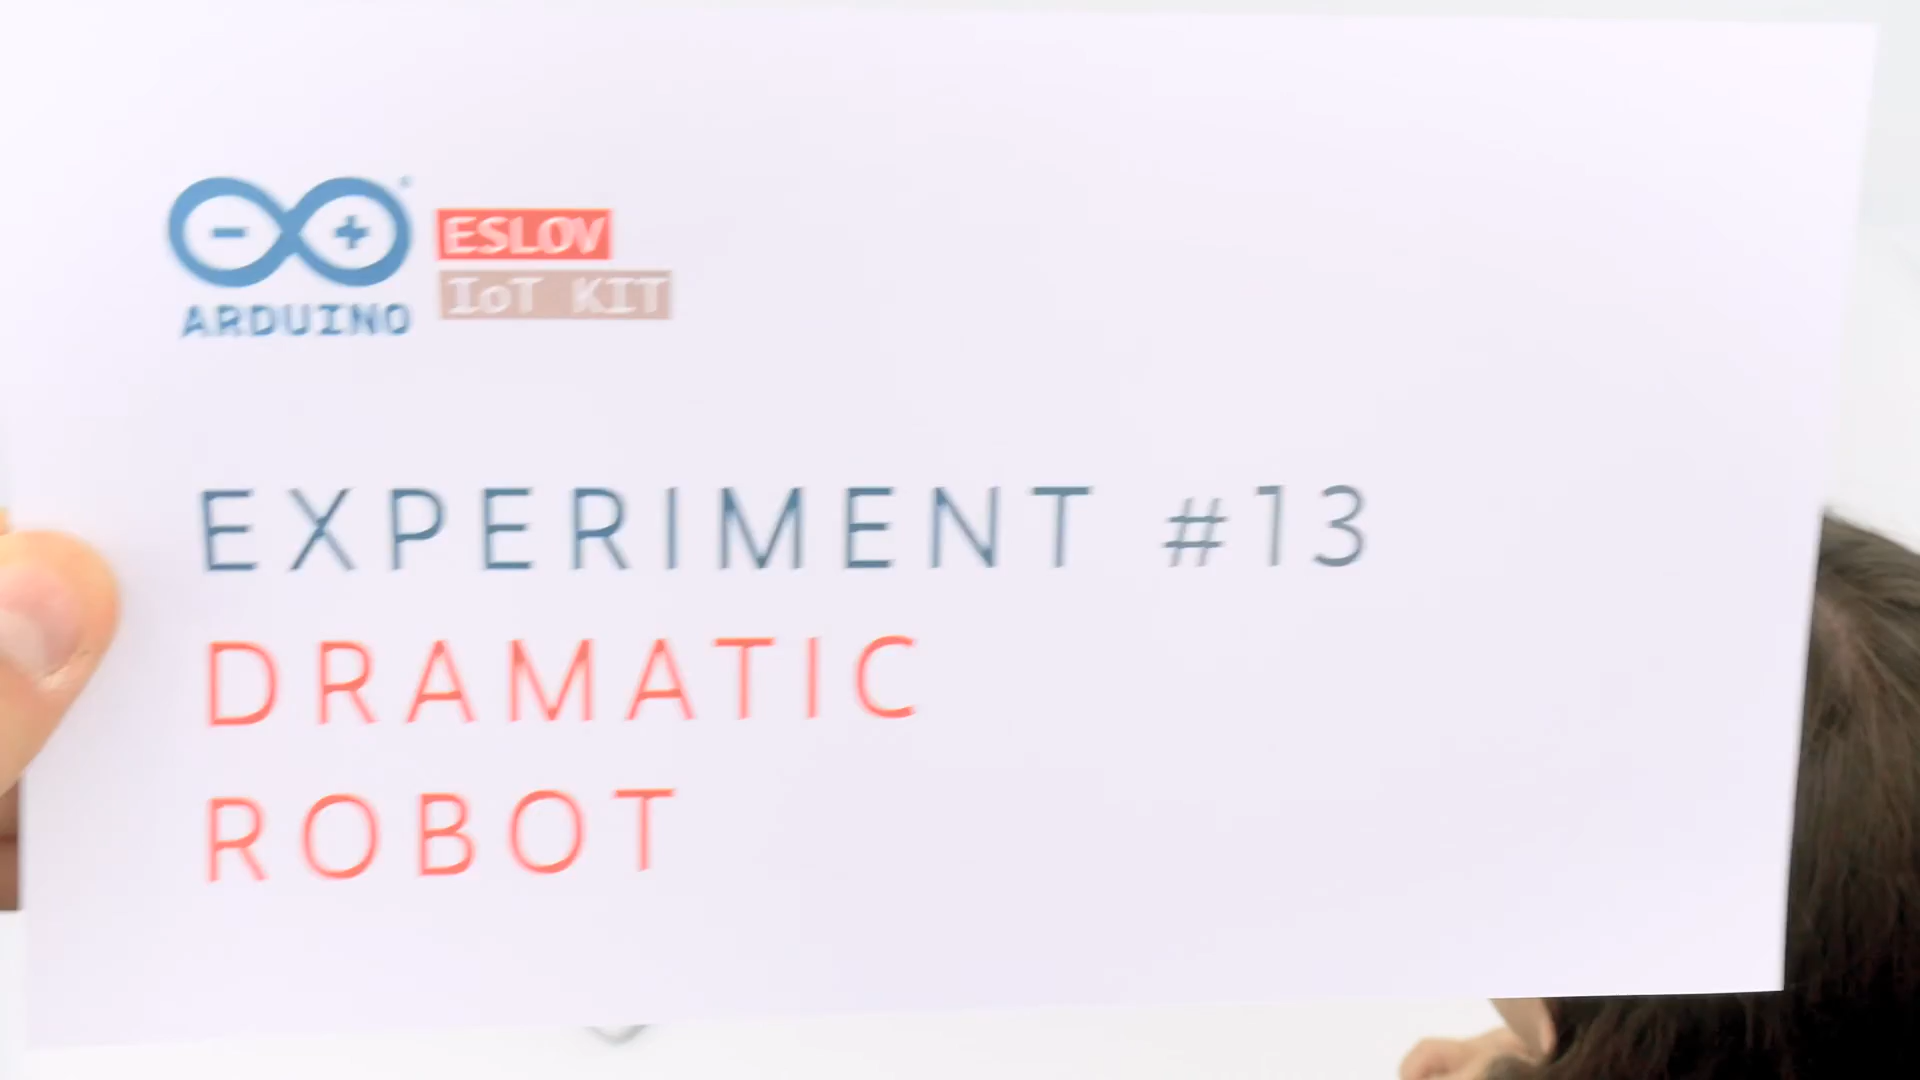 ARDUINO
ESLOV
IoT KIT
EXPERIMENT #13
DRAMATIC
ROBOT